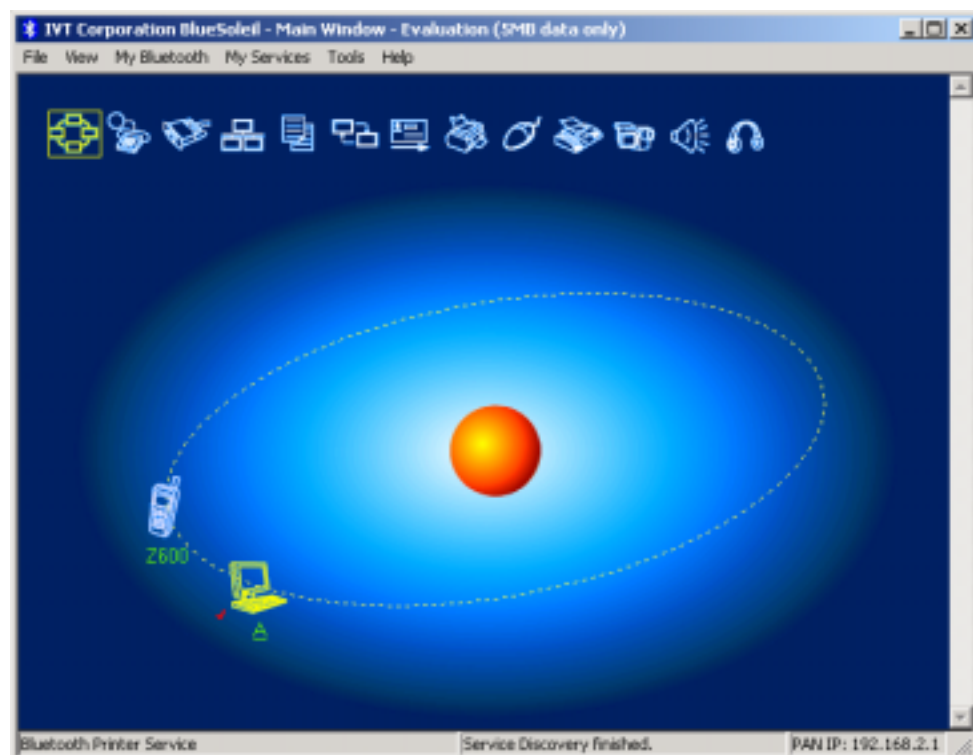 IVT Corporation BlueSoleil - Main Window - Evaluation (5MB data only)
File View My Bluetooth My Services Tools Help
Z600
A
Bluetooth Printer Service Service Discovery finished. PAN IP: 192.168.2.1